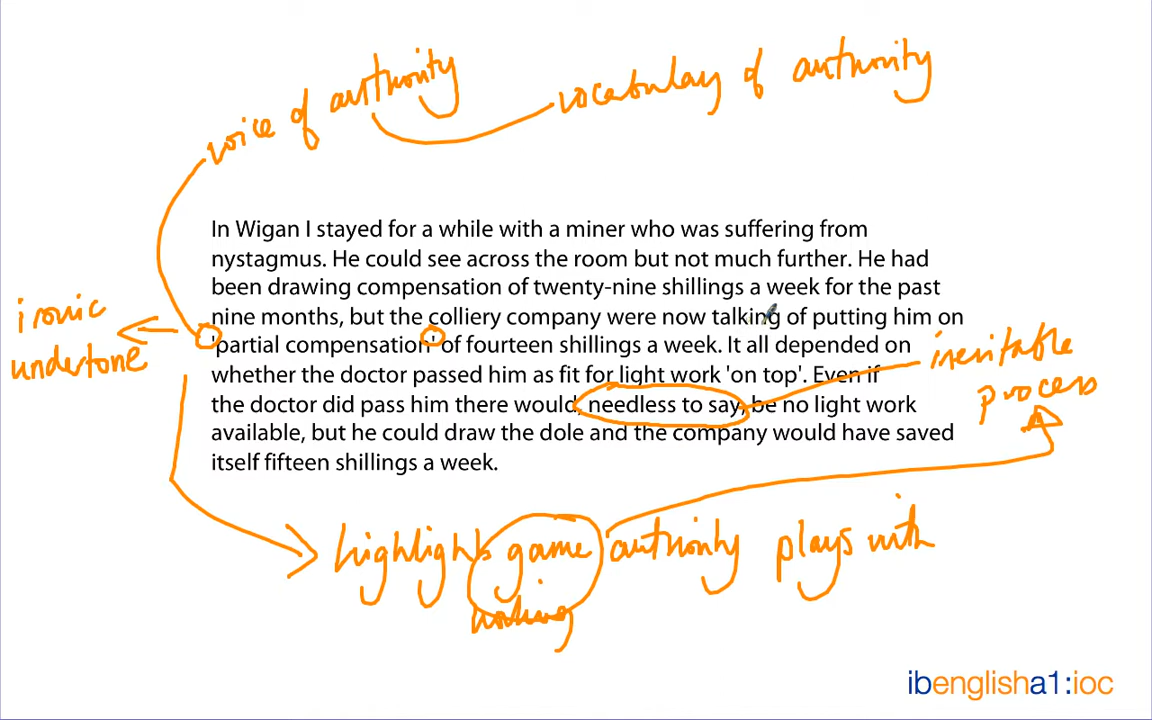 voice of authority vocabulary of authority
In Wigan I stayed for a while with a miner who was suffering from
nystagmus. He could see across the room but not much further. He had
been drawing compensation of twenty-nine shillings a week for the past
nine months, but the colliery company were now talking of putting him on
'partial compensation' of fourteen shillings a week. It all depended on
whether the doctor passed him as fit for light work 'on top'. Even if
the doctor did pass him there would, needless to say, be no light work
available, but he could draw the dole and the company would have saved
itself fifteen shillings a week.
ironic
undertone
inevitable
process
highlights game authority plays with
ibenglisha1:ioc